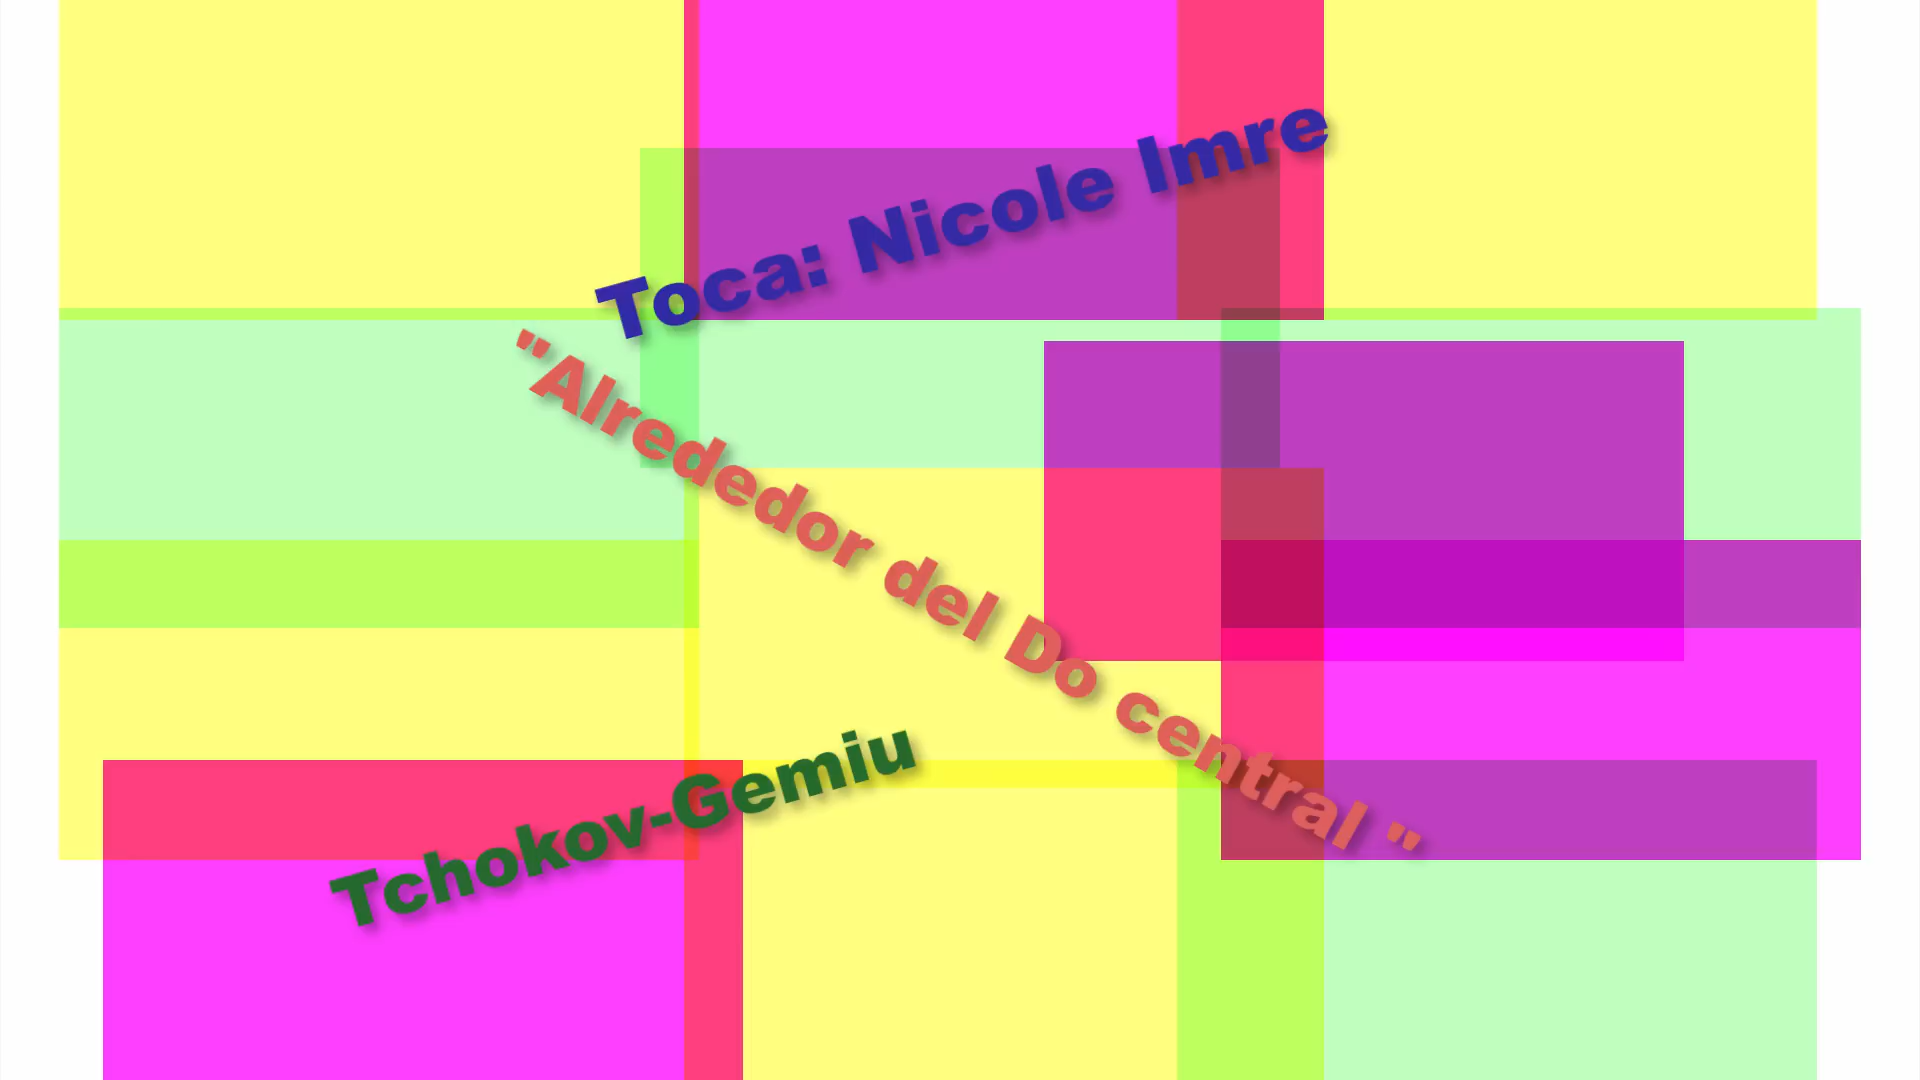 Toca: Nicole Imre
"Alrededor del Do central "
Tchokov-Gemiu